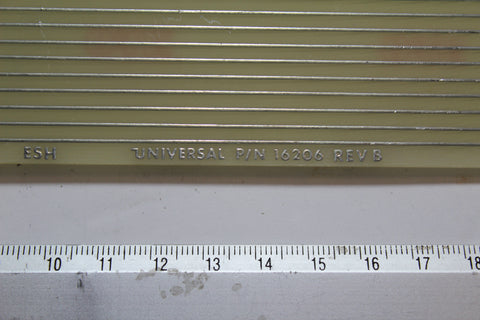 ESH UNIVERSAL P/N 16206 REV B
10 11 12 13 14 15 16 17 18